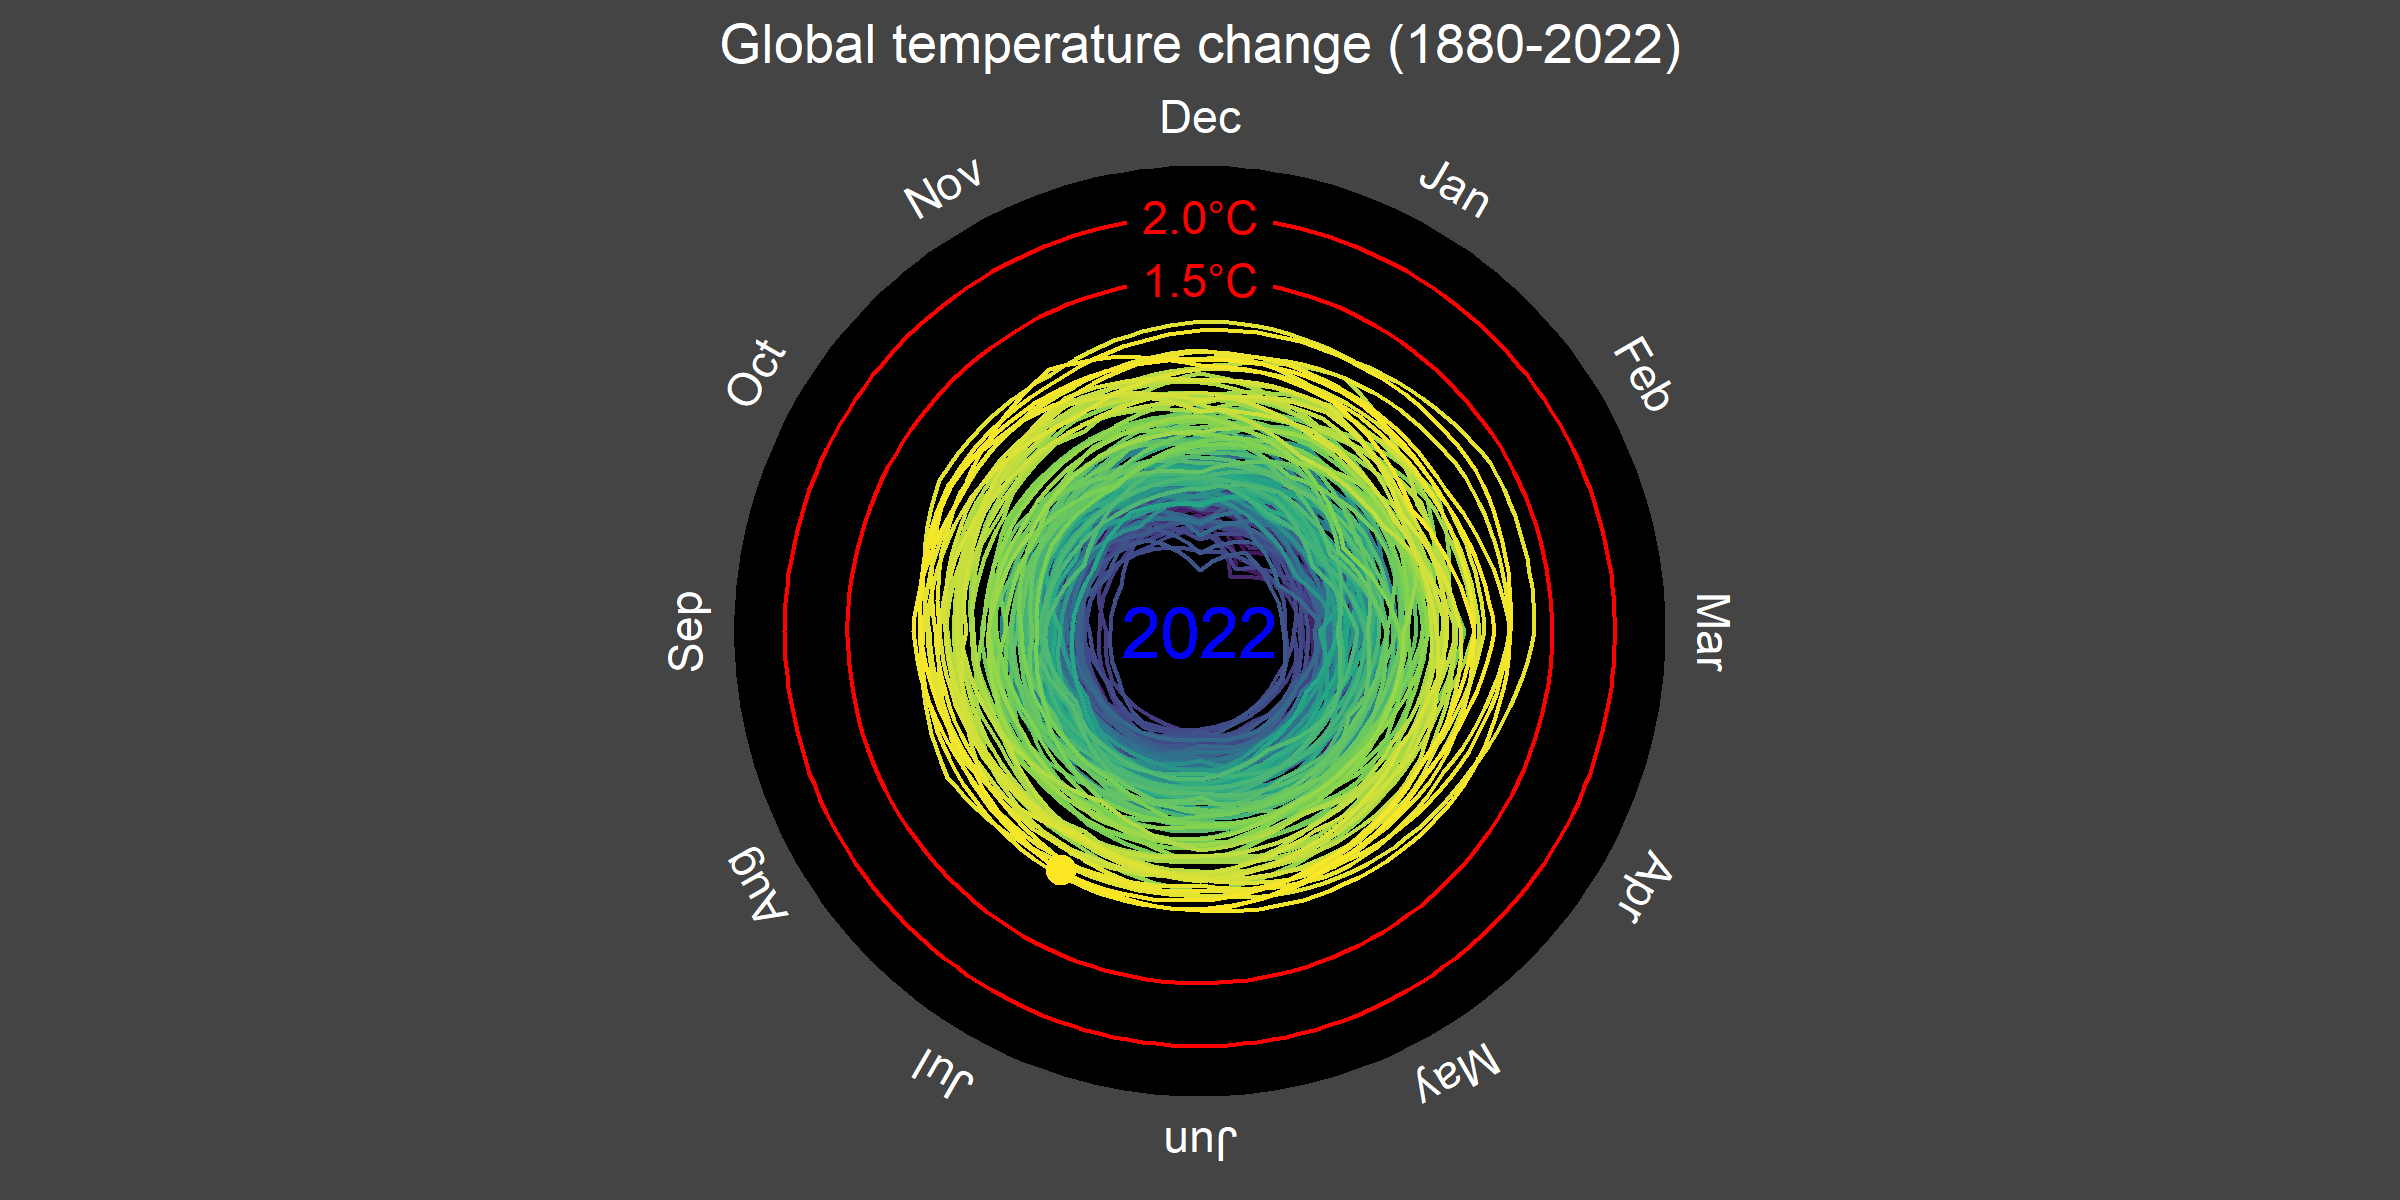 Global temperature change (1880-2022)
Dec
Jan
Feb
Mar
Apr
May
Jun
Jul
Aug
Sep
Oct
Nov
2.0°C
1.5°C
2022